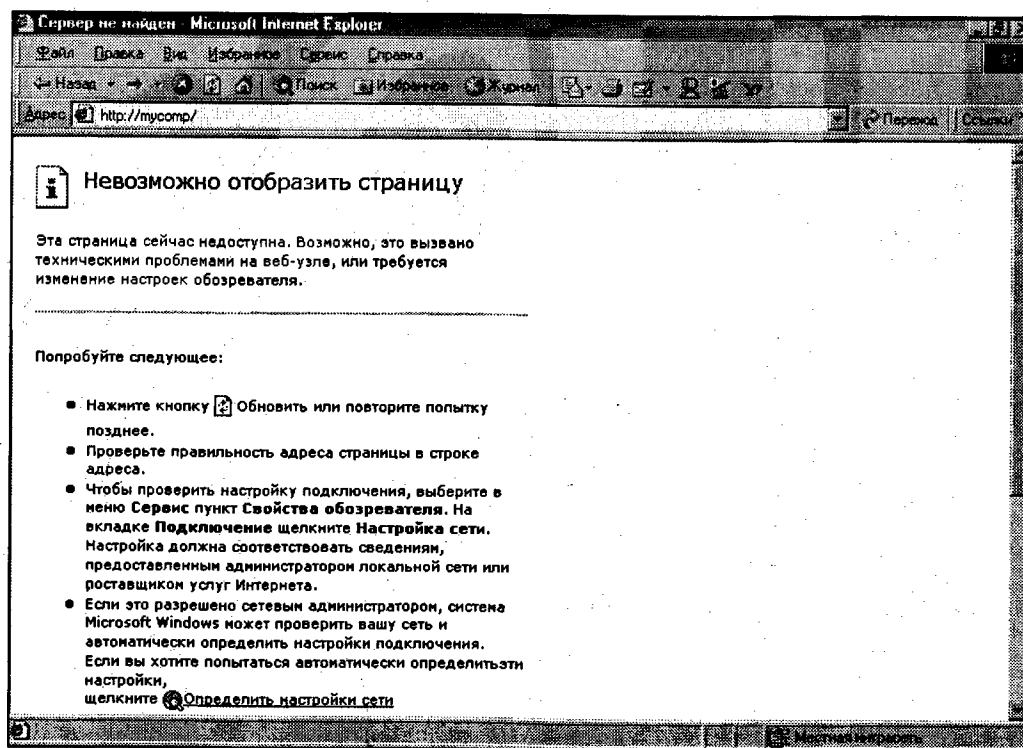 Сервер не найден - Microsoft Internet Explorer
Файл Правка Вид Избранное Сервис Справка
Назад Поиск Избранное Журнал
Адрес http://mycomp/ Переход Ссылки
Невозможно отобразить страницу
Эта страница сейчас недоступна. Возможно, это вызвано
техническими проблемами на веб-узле, или требуется
изменение настроек обозревателя.
Попробуйте следующее:
Нажмите кнопку Обновить или повторите попытку
позднее.
Проверьте правильность адреса страницы в строке
адреса.
Чтобы проверить настройку подключения, выберите в
меню Сервис пункт Свойства обозревателя. На
вкладке Подключение щелкните Настройка сети.
Настройка должна соответствовать сведениям,
предоставленным администратором локальной сети или
поставщиком услуг Интернета.
Если это разрешено сетевым администратором, система
Microsoft Windows может проверить вашу сеть и
автоматически определить настройки подключения.
Если вы хотите попытаться автоматически определитьэти
настройки,
щелкните Определить настройки сети
Местная интрасеть